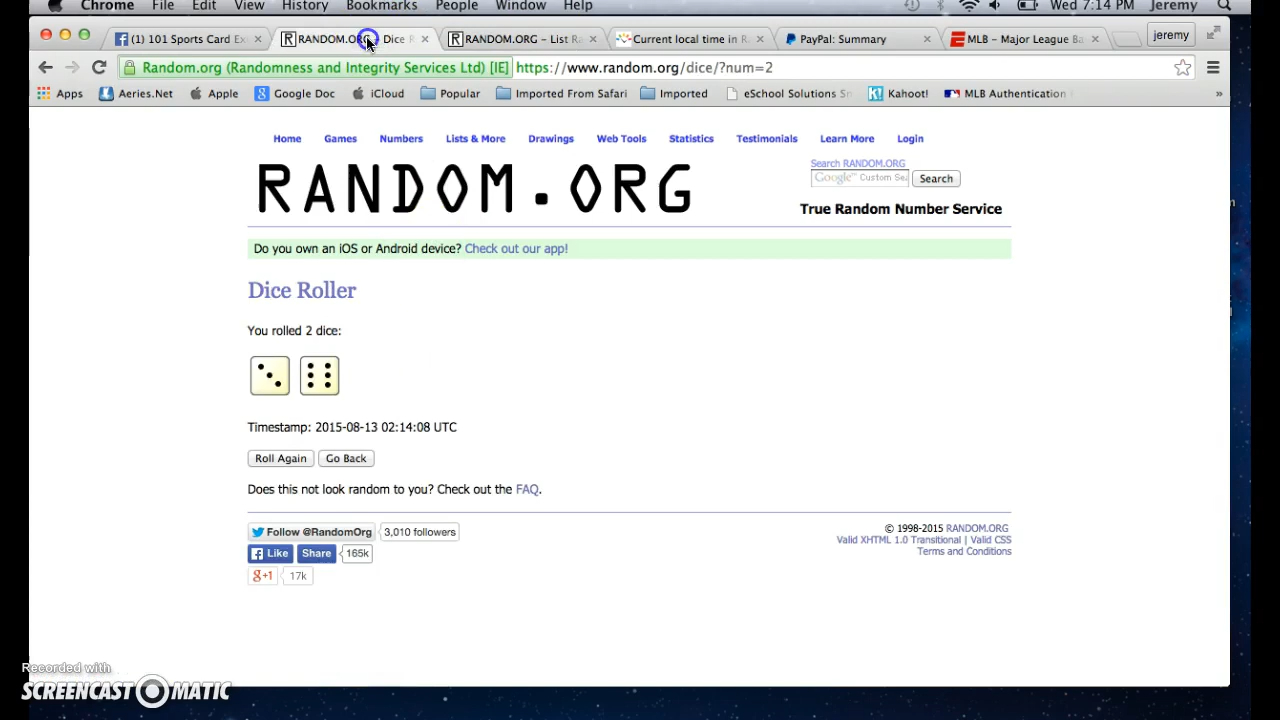 Chrome File Edit View History Bookmarks People Window Help Wed 7:14 PM Jeremy
(1) 101 Sports Card Ex RANDOM.ORG - Dice R RANDOM.ORG - List Ra Current local time in R PayPal: Summary MLB - Major League Ba jeremy
Random.org (Randomness and Integrity Services Ltd) [IE] https://www.random.org/dice/?num=2
Apps Aeries.Net Apple Google Doc iCloud Popular Imported From Safari Imported eSchool Solutions Sm Kahoot! MLB Authentication »
Home Games Numbers Lists & More Drawings Web Tools Statistics Testimonials Learn More Login
RANDOM.ORG
Search RANDOM.ORG
Google™ Custom Sea Search
True Random Number Service
Do you own an iOS or Android device? Check out our app!
Dice Roller
You rolled 2 dice:
Timestamp: 2015-08-13 02:14:08 UTC
Roll Again Go Back
Does this not look random to you? Check out the FAQ.
Follow @RandomOrg 3,010 followers
Like Share 165k
g+1 17k
© 1998-2015 RANDOM.ORG
Valid XHTML 1.0 Transitional | Valid CSS
Terms and Conditions
Recorded with
SCREENCAST-O-MATIC